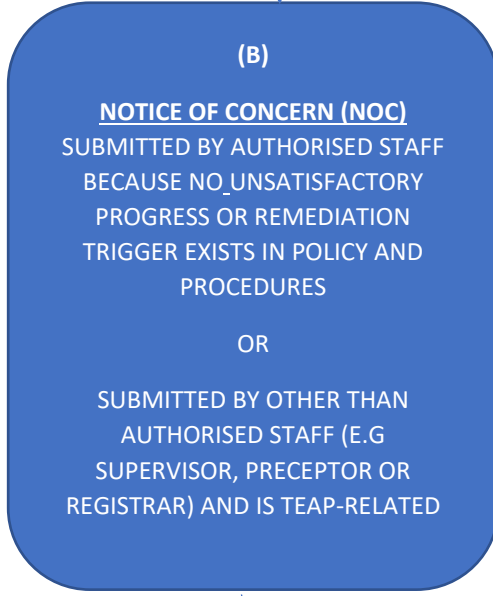 (B)
NOTICE OF CONCERN (NOC)
SUBMITTED BY AUTHORISED STAFF
BECAUSE NO UNSATISFACTORY
PROGRESS OR REMEDIATION
TRIGGER EXISTS IN POLICY AND
PROCEDURES
OR
SUBMITTED BY OTHER THAN
AUTHORISED STAFF (E.G
SUPERVISOR, PRECEPTOR OR
REGISTRAR) AND IS TEAP-RELATED